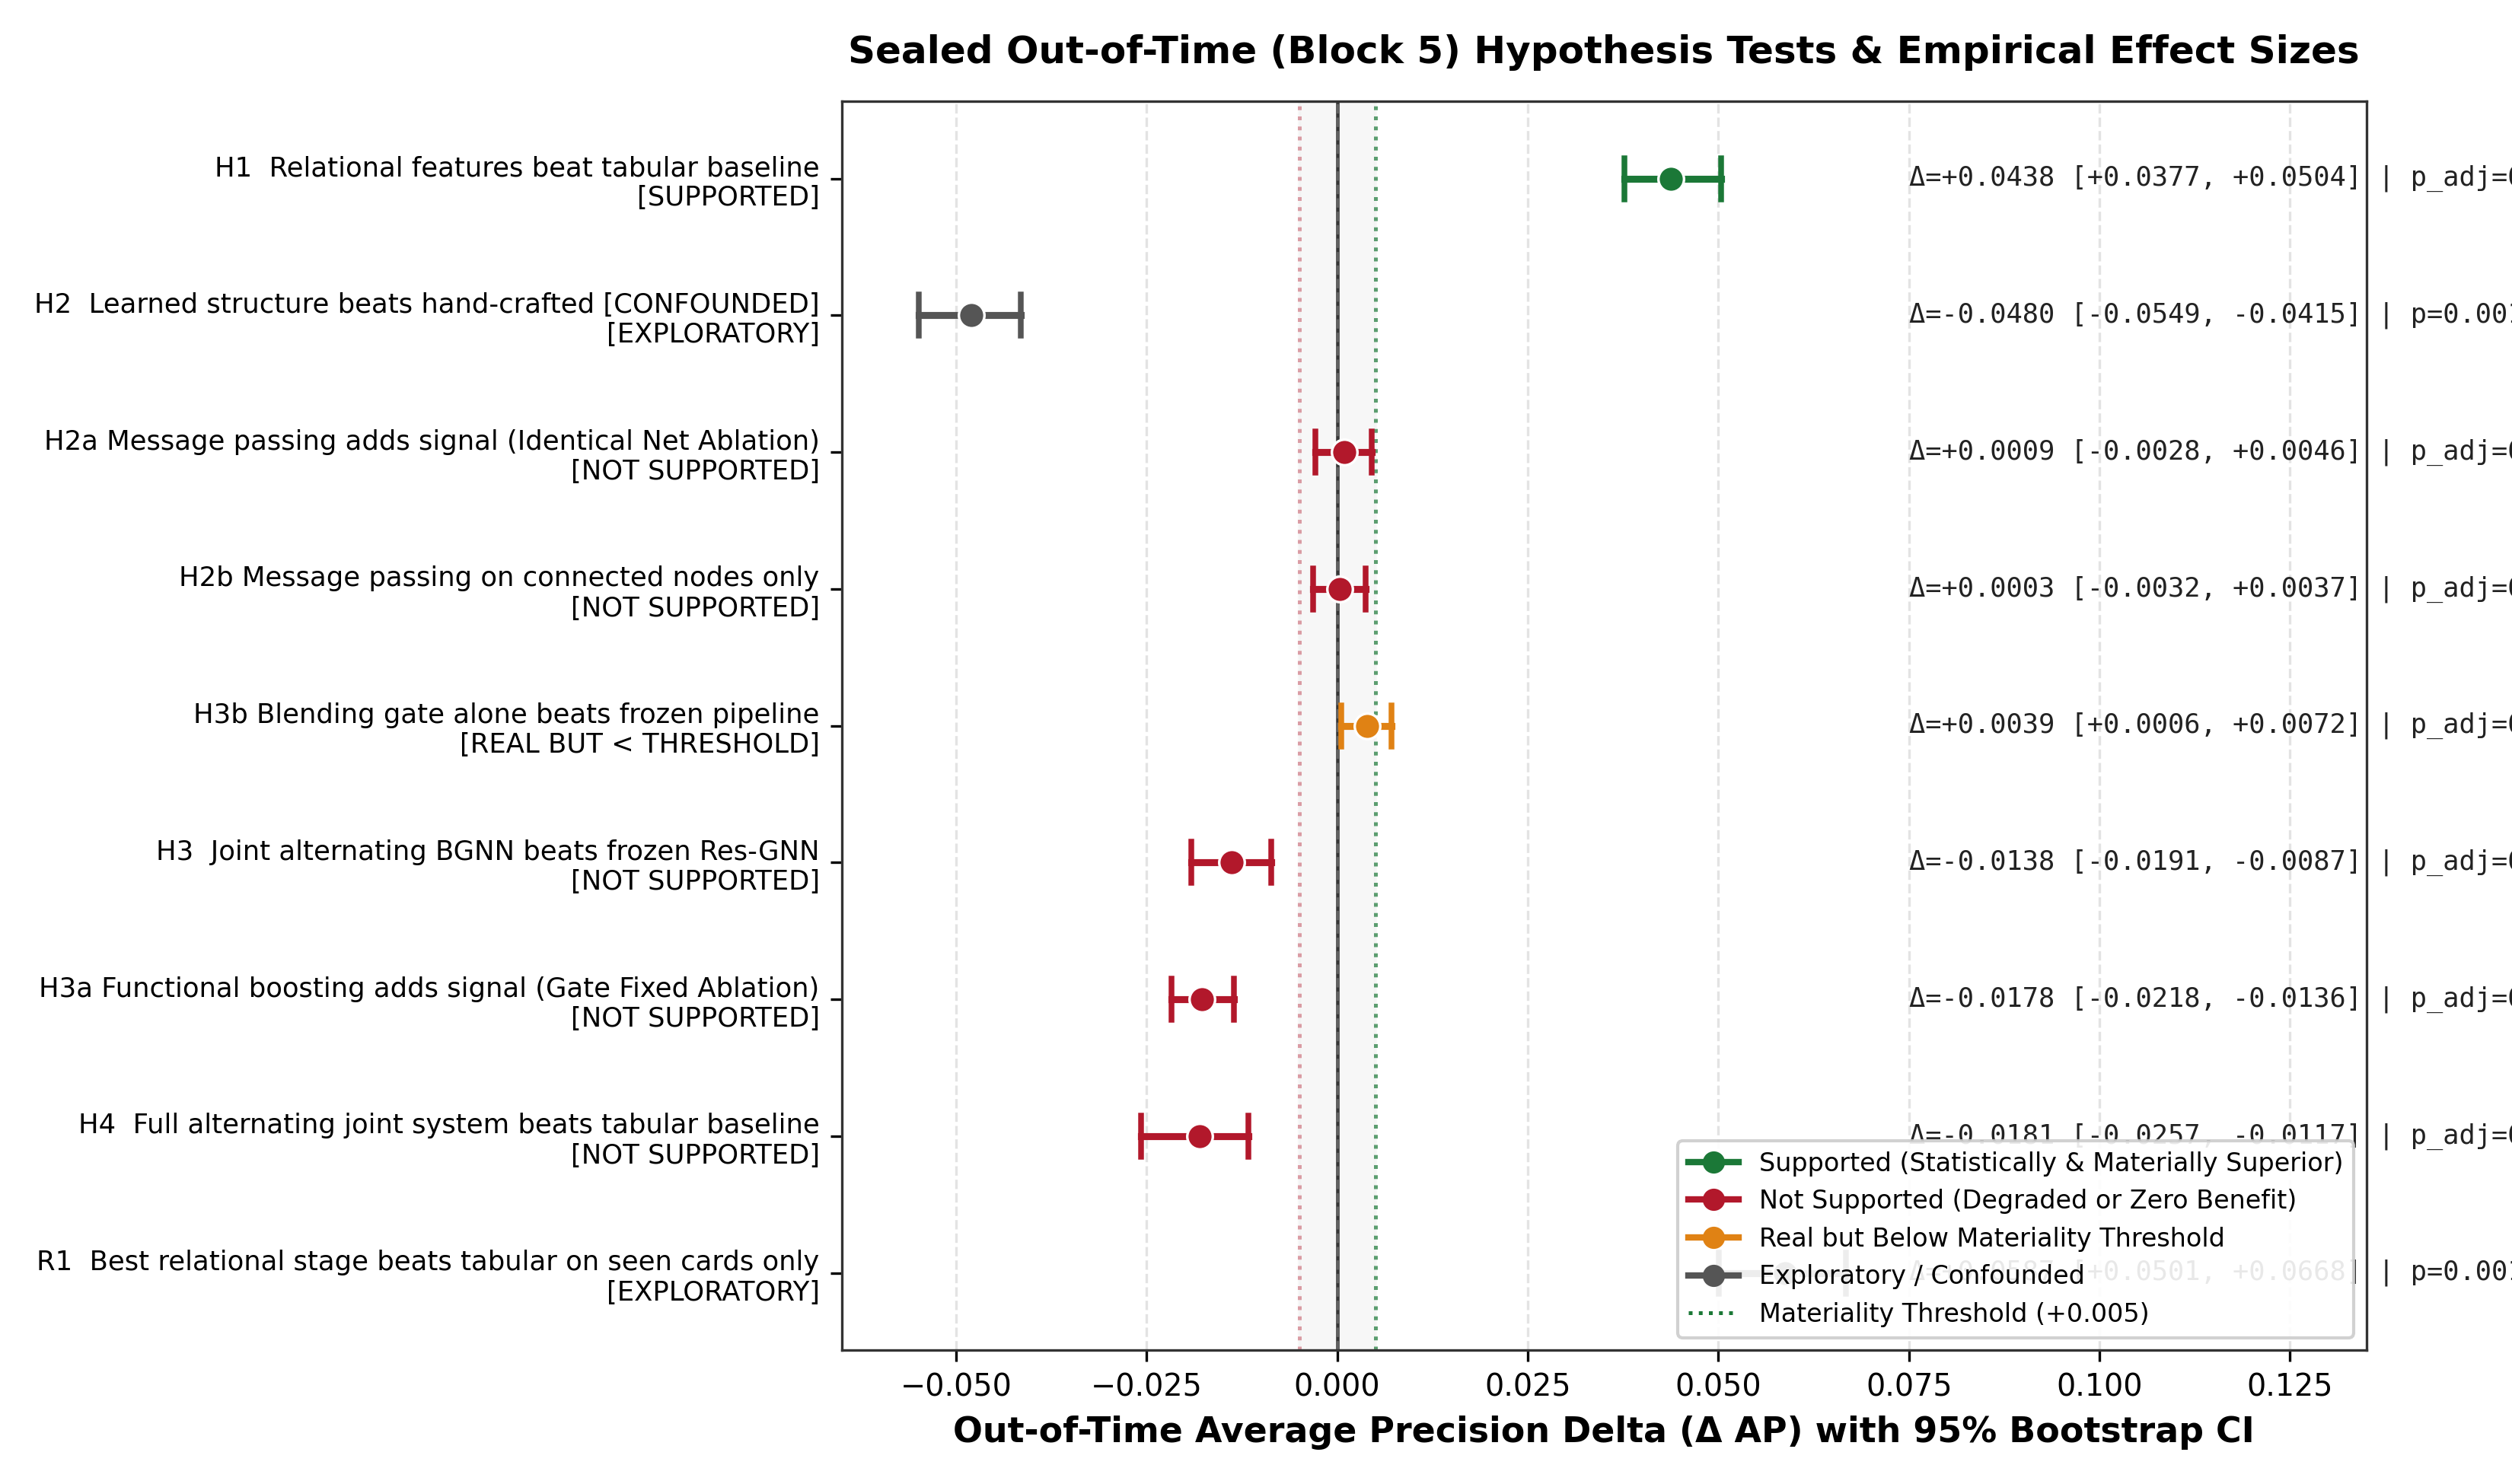 Sealed Out-of-Time (Block 5) Hypothesis Tests & Empirical Effect Sizes
H1  Relational features beat tabular baseline
[SUPPORTED]
Δ=+0.0438 [+0.0377, +0.0504] | p_adj=
H2  Learned structure beats hand-crafted [CONFOUNDED]
[EXPLORATORY]
Δ=-0.0480 [-0.0549, -0.0415] | p=0.00
H2a Message passing adds signal (Identical Net Ablation)
[NOT SUPPORTED]
Δ=+0.0009 [-0.0028, +0.0046] | p_adj=
H2b Message passing on connected nodes only
[NOT SUPPORTED]
Δ=+0.0003 [-0.0032, +0.0037] | p_adj=
H3b Blending gate alone beats frozen pipeline
[REAL BUT < THRESHOLD]
Δ=+0.0039 [+0.0006, +0.0072] | p_adj=
H3  Joint alternating BGNN beats frozen Res-GNN
[NOT SUPPORTED]
Δ=-0.0138 [-0.0191, -0.0087] | p_adj=
H3a Functional boosting adds signal (Gate Fixed Ablation)
[NOT SUPPORTED]
Δ=-0.0178 [-0.0218, -0.0136] | p_adj=
H4  Full alternating joint system beats tabular baseline
[NOT SUPPORTED]
Δ=-0.0181 [-0.0257, -0.0117] | p_adj=
R1  Best relational stage beats tabular on seen cards only
[EXPLORATORY]
[+0.0501, +0.0668] | p=0.00
Supported (Statistically & Materially Superior)
Not Supported (Degraded or Zero Benefit)
Real but Below Materiality Threshold
Exploratory / Confounded
Materiality Threshold (+0.005)
−0.050 −0.025 0.000 0.025 0.050 0.075 0.100 0.125
Out-of-Time Average Precision Delta (Δ AP) with 95% Bootstrap CI